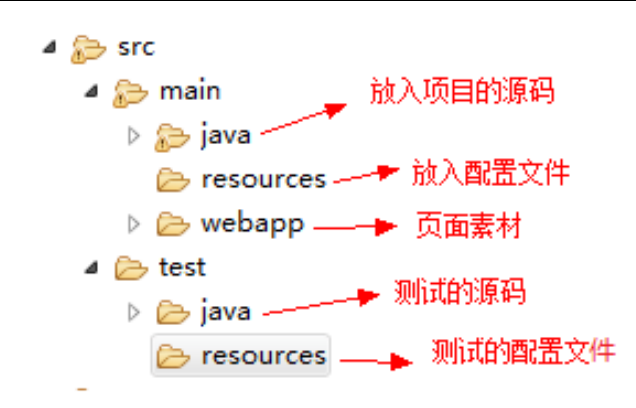 src
main
放入项目的源码
java
resources
放入配置文件
webapp
页面素材
test
测试的源码
java
resources
测试的配置文件